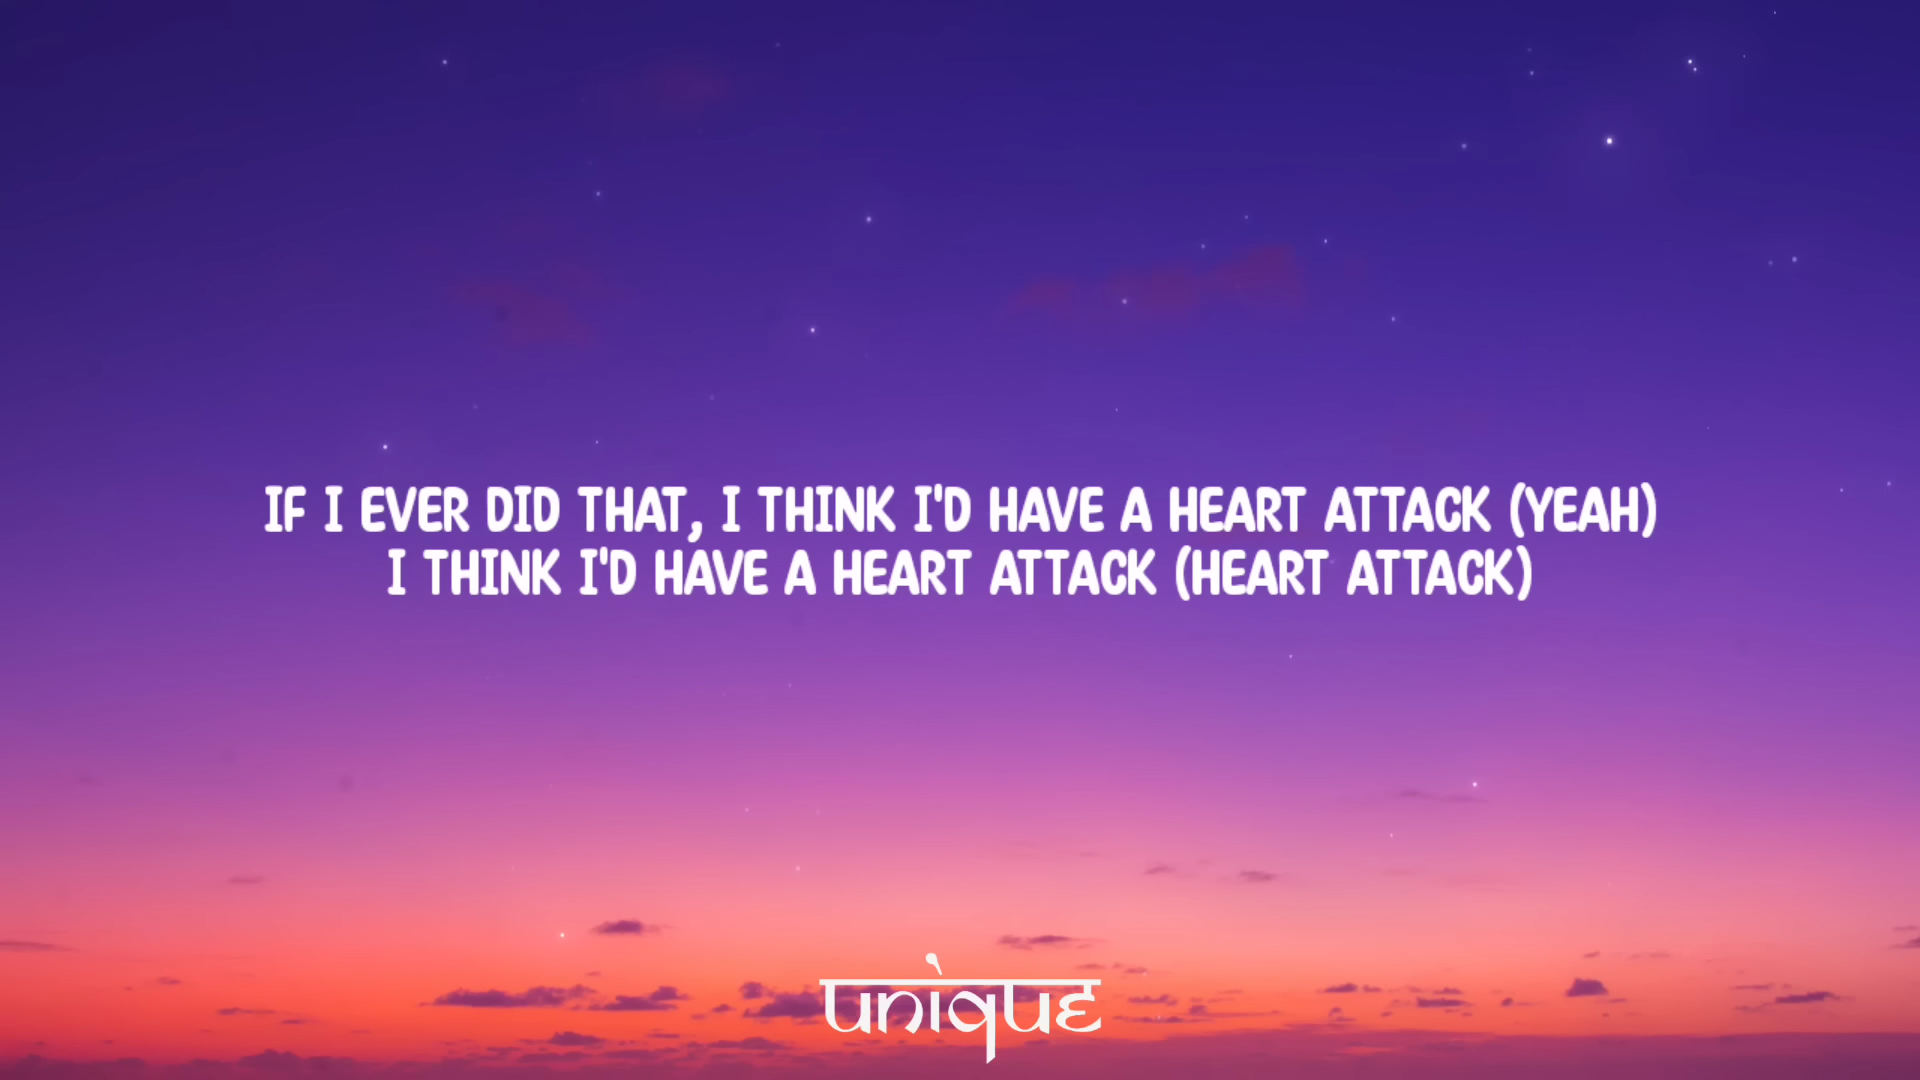 IF I EVER DID THAT, I THINK I'D HAVE A HEART ATTACK (YEAH)
I THINK I'D HAVE A HEART ATTACK (HEART ATTACK)
UNIQUE